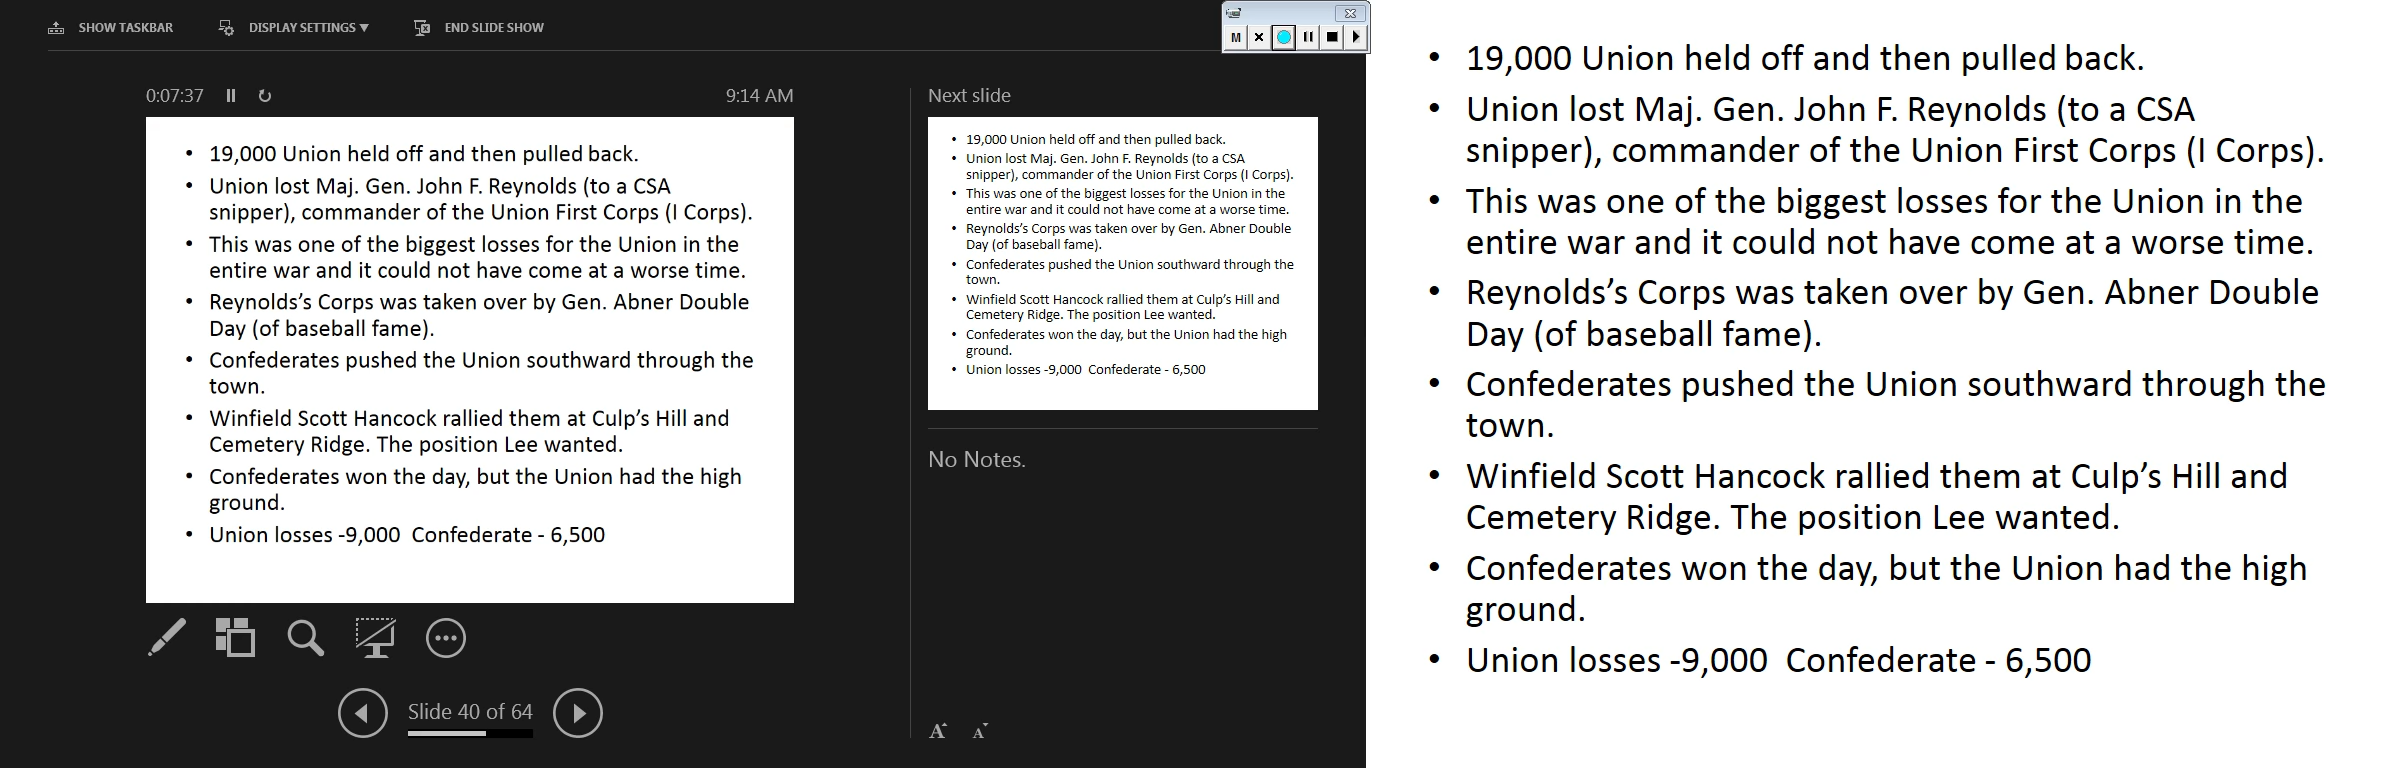 SHOW TASKBAR
DISPLAY SETTINGS ▼
END SLIDE SHOW
M
0:07:37
9:14 AM
• 19,000 Union held off and then pulled back.
• Union lost Maj. Gen. John F. Reynolds (to a CSA
snipper), commander of the Union First Corps (I Corps).
• This was one of the biggest losses for the Union in the
entire war and it could not have come at a worse time.
• Reynolds’s Corps was taken over by Gen. Abner Double
Day (of baseball fame).
• Confederates pushed the Union southward through the
town.
• Winfield Scott Hancock rallied them at Culp’s Hill and
Cemetery Ridge. The position Lee wanted.
• Confederates won the day, but the Union had the high
ground.
• Union losses -9,000  Confederate - 6,500
Slide 40 of 64
Next slide
• 19,000 Union held off and then pulled back.
• Union lost Maj. Gen. John F. Reynolds (to a CSA
snipper), commander of the Union First Corps (I Corps).
• This was one of the biggest losses for the Union in the
entire war and it could not have come at a worse time.
• Reynolds’s Corps was taken over by Gen. Abner Double
Day (of baseball fame).
• Confederates pushed the Union southward through the
town.
• Winfield Scott Hancock rallied them at Culp’s Hill and
Cemetery Ridge. The position Lee wanted.
• Confederates won the day, but the Union had the high
ground.
• Union losses -9,000  Confederate - 6,500
No Notes.
A A
• 19,000 Union held off and then pulled back.
• Union lost Maj. Gen. John F. Reynolds (to a CSA
snipper), commander of the Union First Corps (I Corps).
• This was one of the biggest losses for the Union in the
entire war and it could not have come at a worse time.
• Reynolds’s Corps was taken over by Gen. Abner Double
Day (of baseball fame).
• Confederates pushed the Union southward through the
town.
• Winfield Scott Hancock rallied them at Culp’s Hill and
Cemetery Ridge. The position Lee wanted.
• Confederates won the day, but the Union had the high
ground.
• Union losses -9,000  Confederate - 6,500